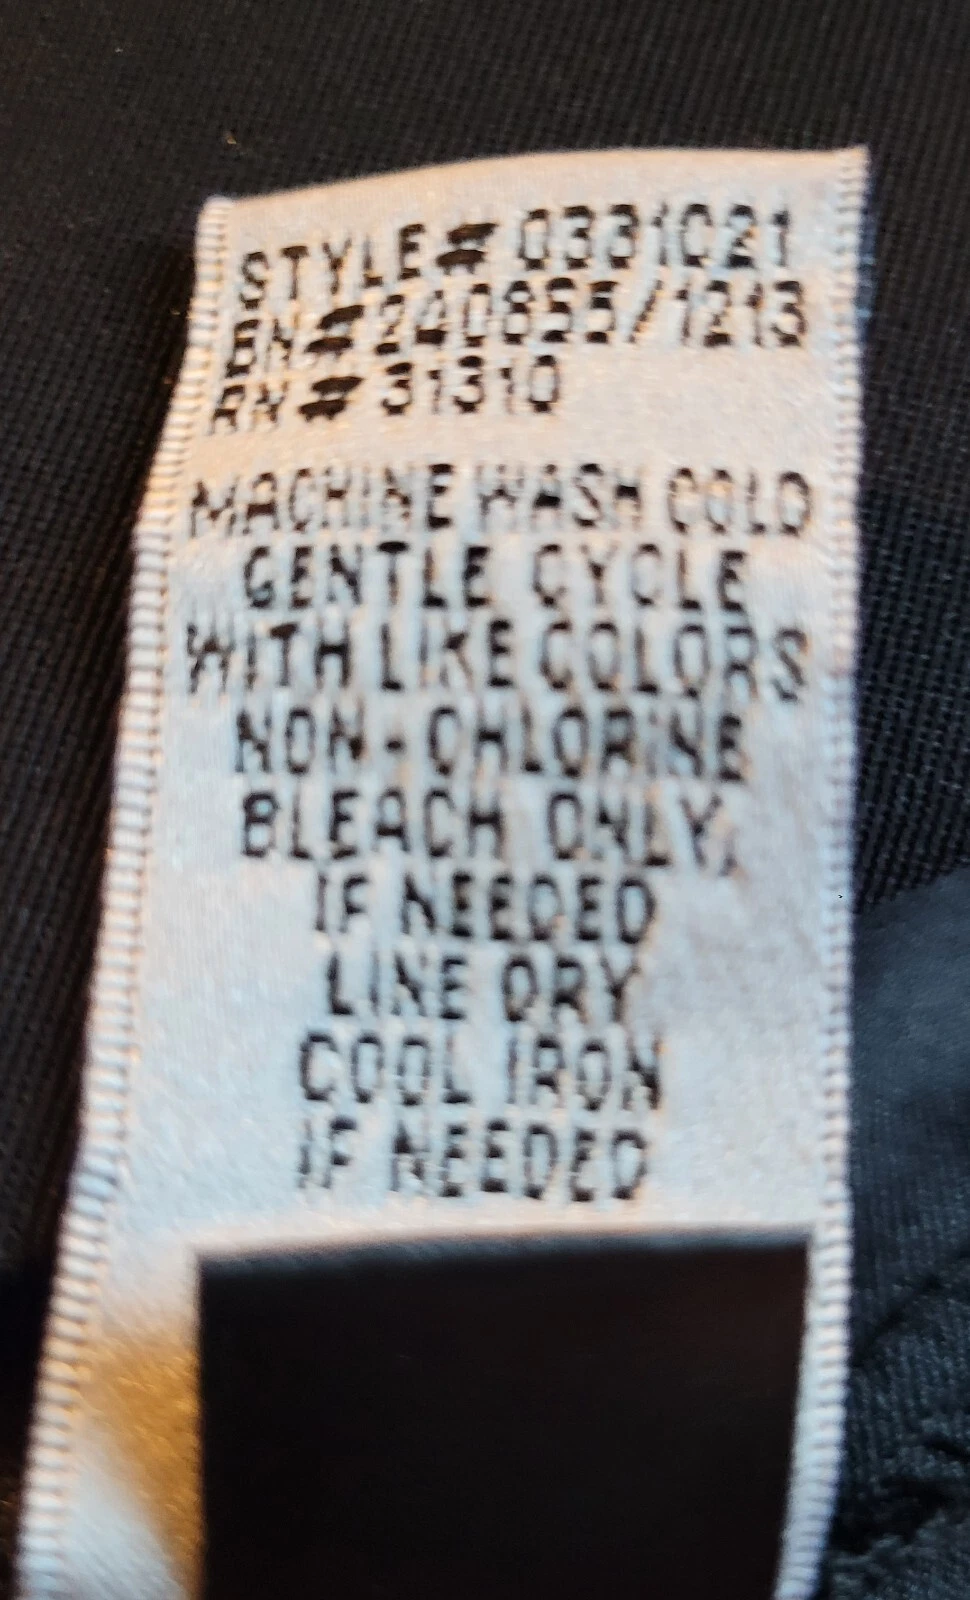 STYLE# 0331021
BN# 240855/1213
RN# 31310
MACHINE WASH COLD
GENTLE CYCLE
WITH LIKE COLORS
NON-CHLORINE
BLEACH ONLY,
IF NEEDED
LINE DRY
COOL IRON
IF NEEDED